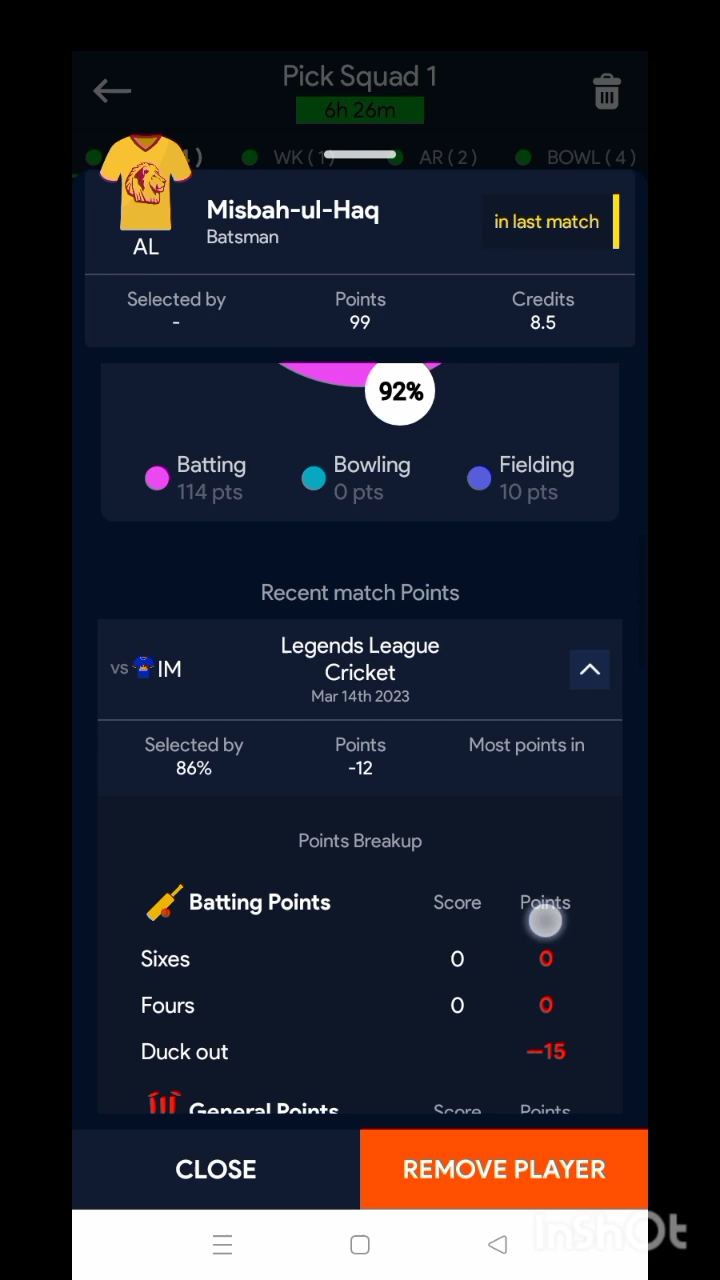 Pick Squad 1
6h 26m
WK ( 1 )
AR ( 2 )
BOWL ( 4 )
AL
Misbah-ul-Haq
Batsman
in last match
Selected by
-
Points
99
Credits
8.5
92%
Batting
114 pts
Bowling
0 pts
Fielding
10 pts
Recent match Points
vs IM
Legends League
Cricket
Mar 14th 2023
Selected by
86%
Points
-12
Most points in
Points Breakup
Batting Points Score Points
Sixes 0 0
Fours 0 0
Duck out -15
General Points Score Points
CLOSE
REMOVE PLAYER
InshOt